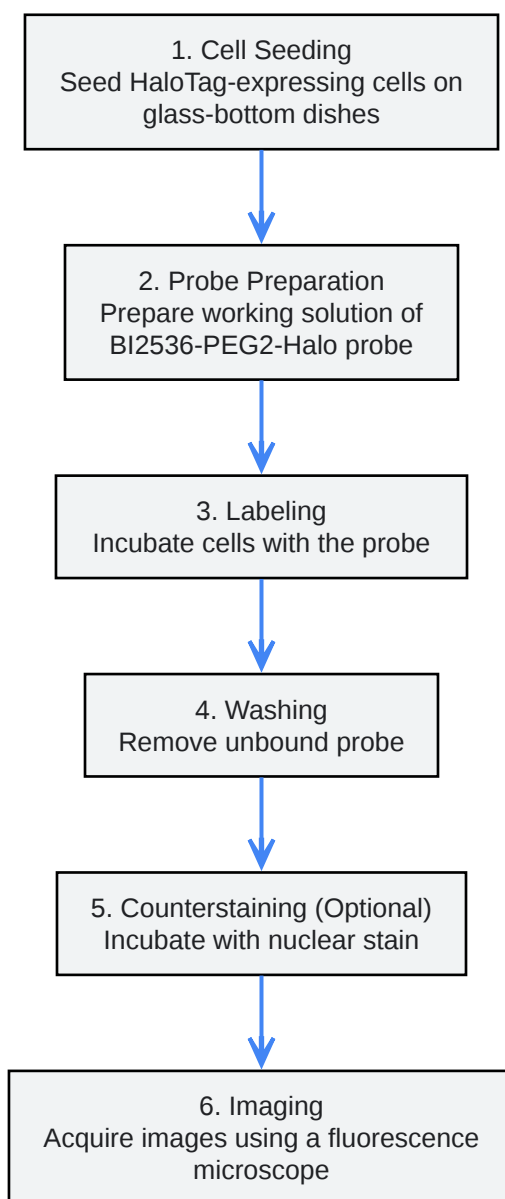 1. Cell Seeding
Seed HaloTag-expressing cells on
glass-bottom dishes
2. Probe Preparation
Prepare working solution of
BI2536-PEG2-Halo probe
3. Labeling
Incubate cells with the probe
4. Washing
Remove unbound probe
5. Counterstaining (Optional)
Incubate with nuclear stain
6. Imaging
Acquire images using a fluorescence
microscope